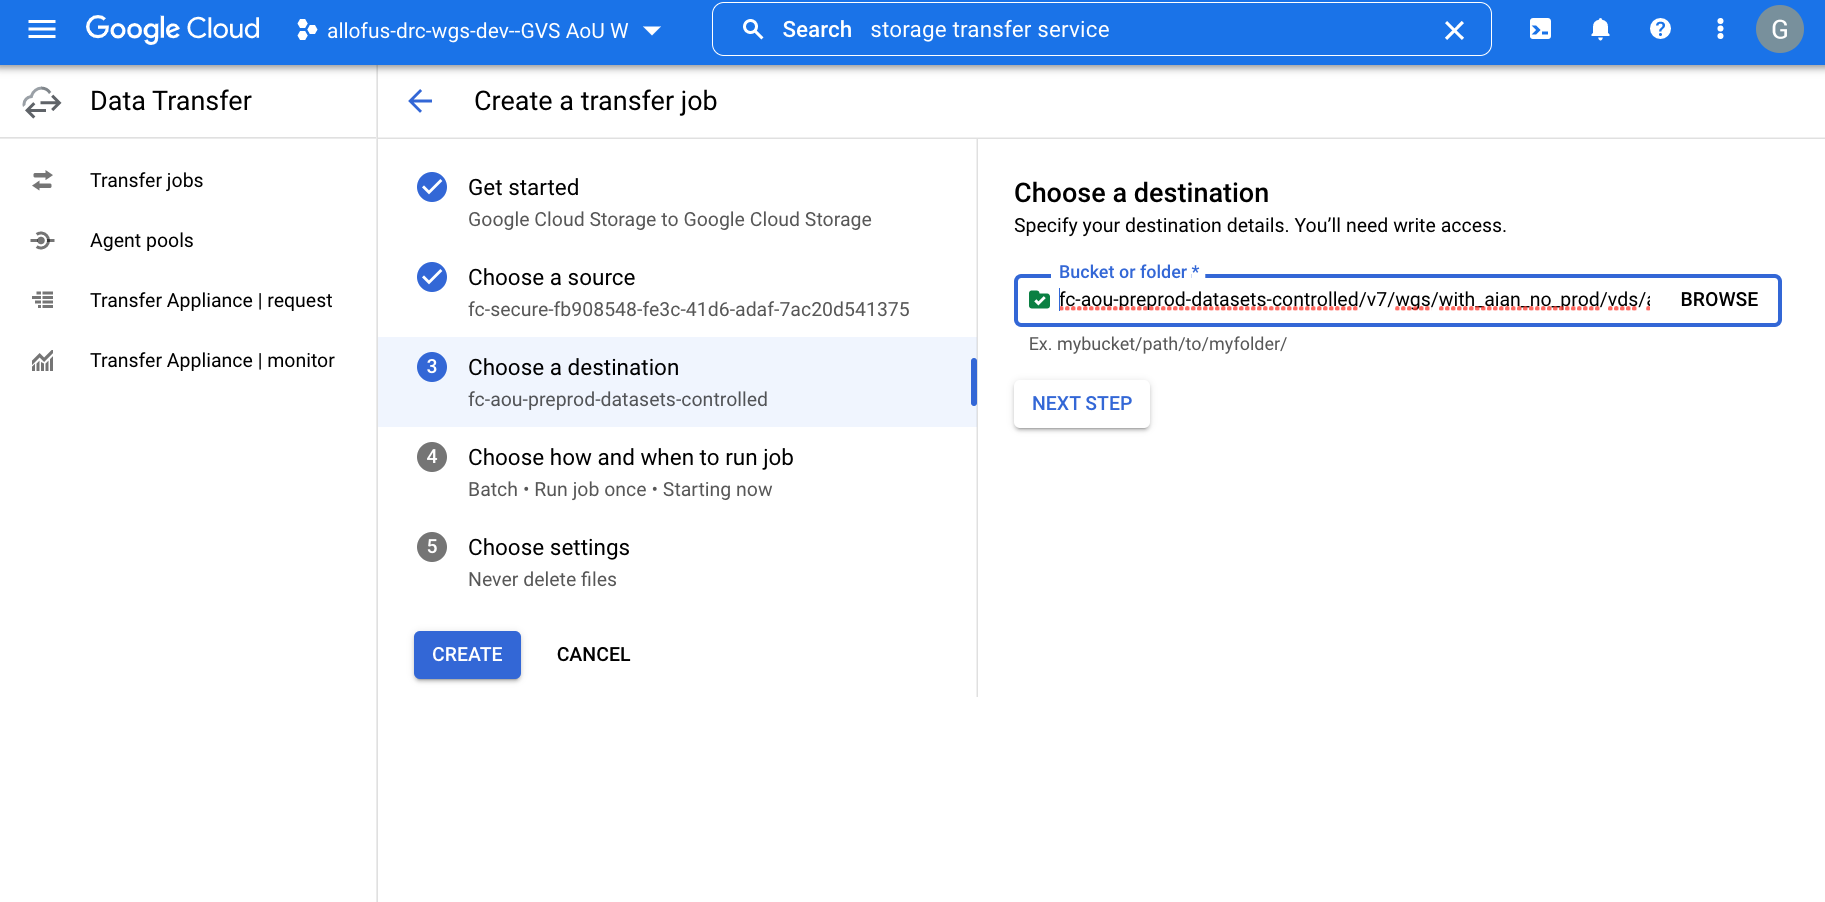 Google Cloud
allofus-drc-wgs-dev--GVS AoU W
Search storage transfer service
G
Data Transfer
Create a transfer job
Transfer jobs
Agent pools
Transfer Appliance | request
Transfer Appliance | monitor
Get started
Google Cloud Storage to Google Cloud Storage
Choose a source
fc-secure-fb908548-fe3c-41d6-adaf-7ac20d541375
3 Choose a destination
fc-aou-preprod-datasets-controlled
4 Choose how and when to run job
Batch • Run job once • Starting now
5 Choose settings
Never delete files
CREATE CANCEL
Choose a destination
Specify your destination details. You’ll need write access.
Bucket or folder *
fc-aou-preprod-datasets-controlled/v7/wgs/with_aian_no_prod/vds/ BROWSE
Ex. mybucket/path/to/myfolder/
NEXT STEP